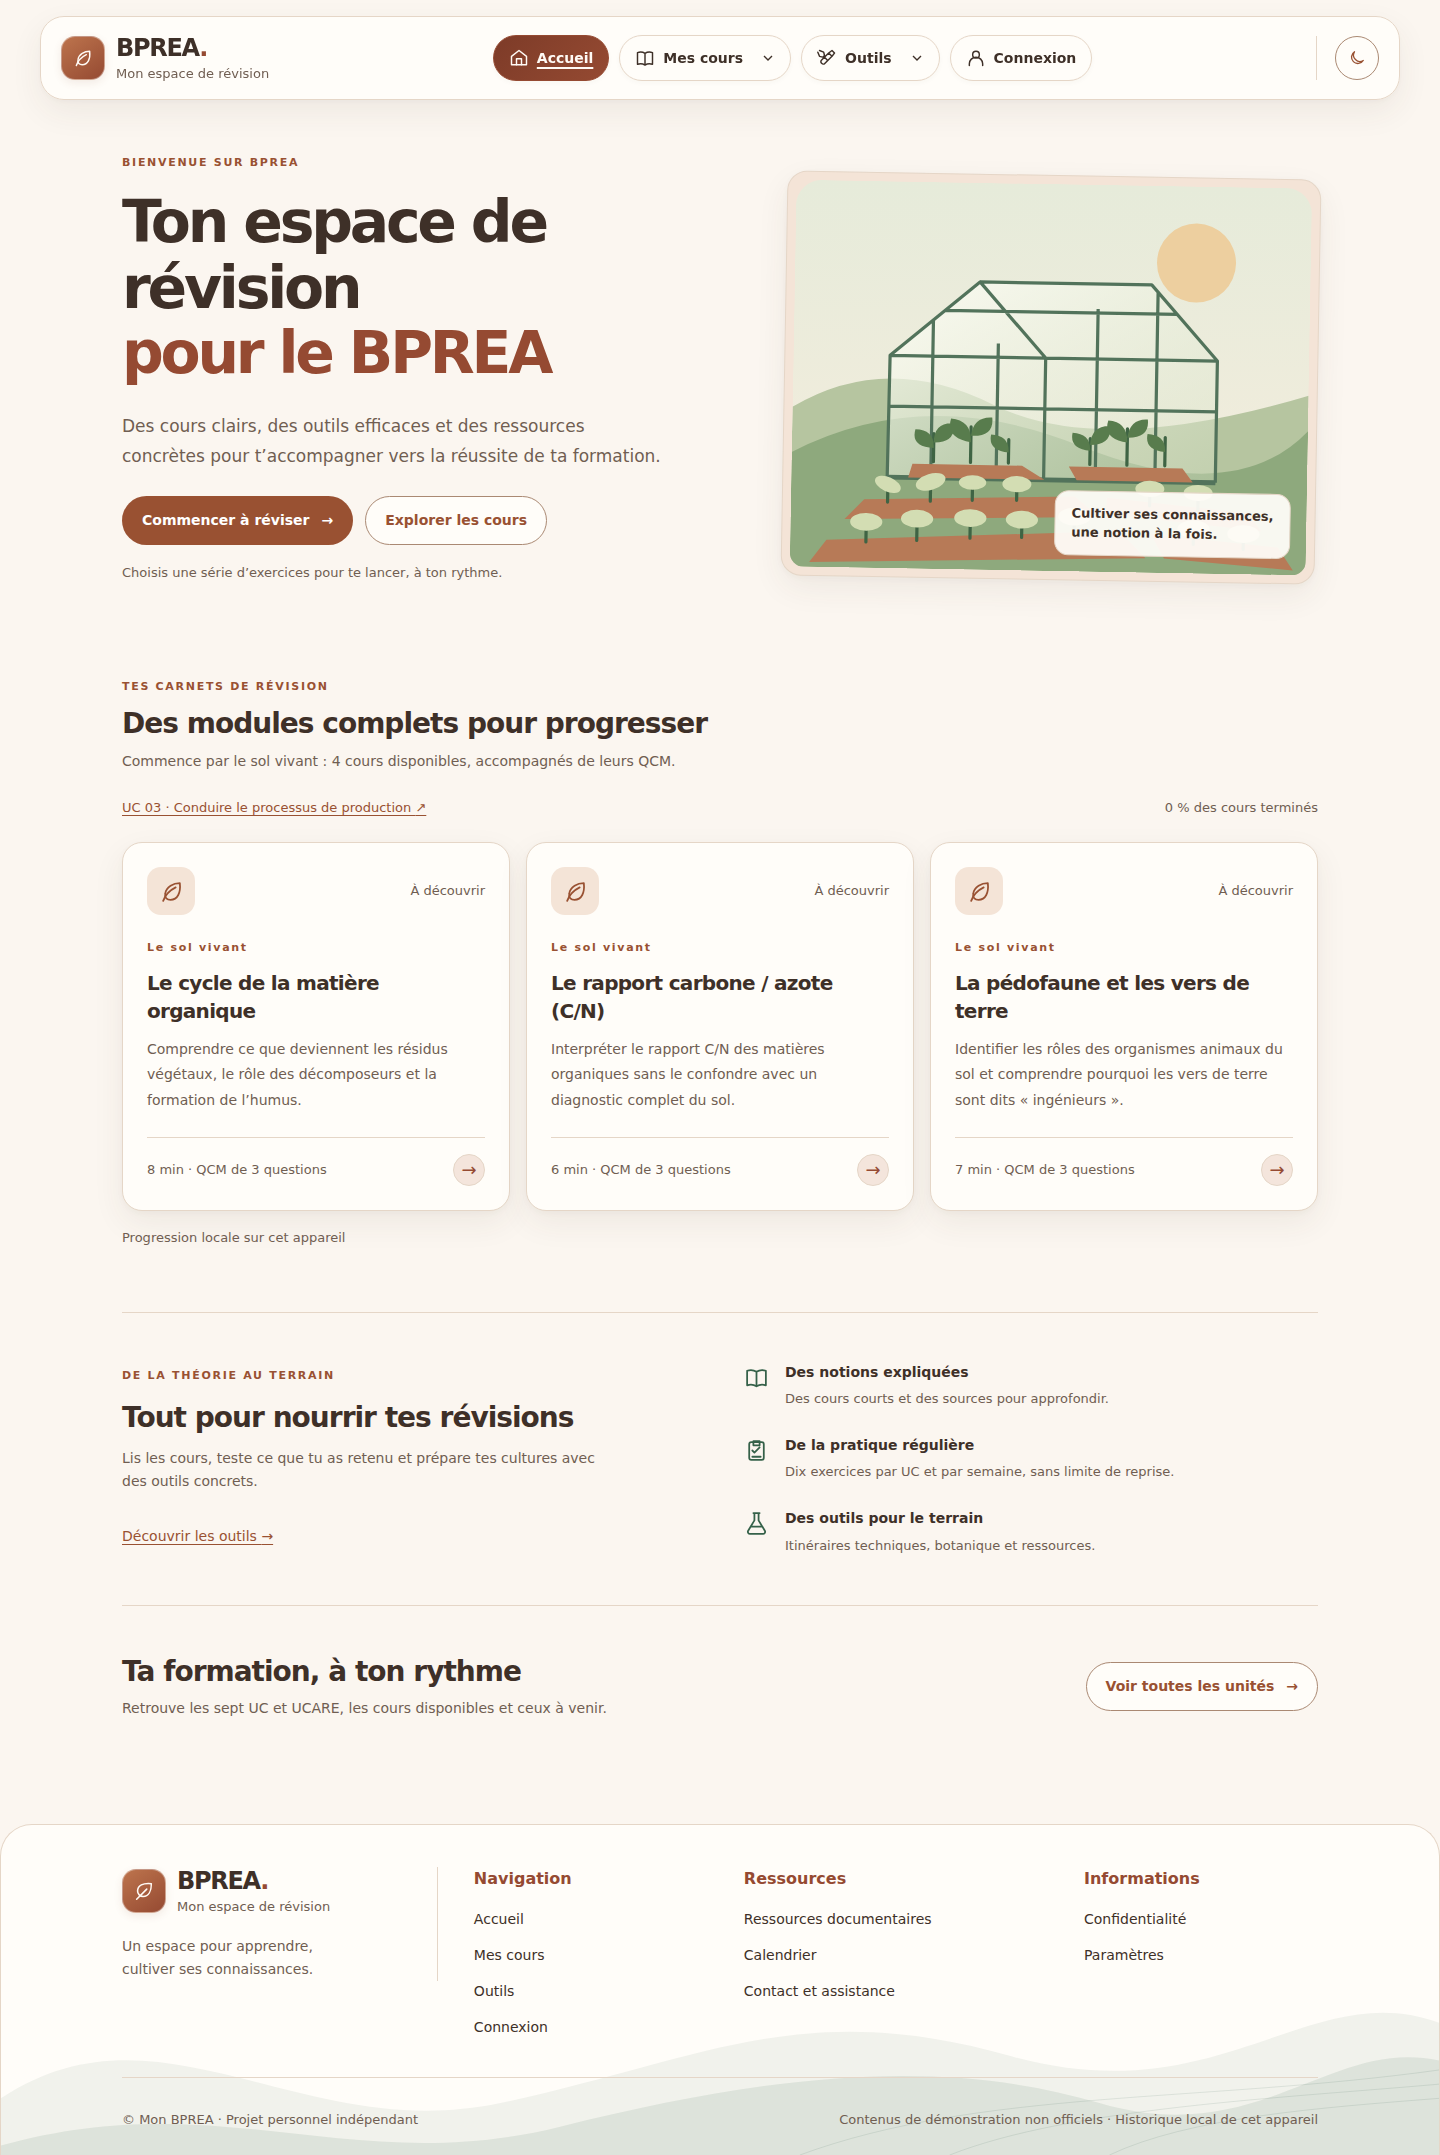 BPREA.
Mon espace de révision
Accueil
Mes cours
Outils
Connexion
BIENVENUE SUR BPREA
Ton espace de
révision
pour le BPREA
Des cours clairs, des outils efficaces et des ressources
concrètes pour t’accompagner vers la réussite de ta formation.
Commencer à réviser →
Explorer les cours
Choisis une série d’exercices pour te lancer, à ton rythme.
Cultiver ses connaissances,
une notion à la fois.
TES CARNETS DE RÉVISION
Des modules complets pour progresser
Commence par le sol vivant : 4 cours disponibles, accompagnés de leurs QCM.
UC 03 · Conduire le processus de production ↗
0 % des cours terminés
À découvrir
Le sol vivant
Le cycle de la matière
organique
Comprendre ce que deviennent les résidus
végétaux, le rôle des décomposeurs et la
formation de l’humus.
8 min · QCM de 3 questions
→
À découvrir
Le sol vivant
Le rapport carbone / azote
(C/N)
Interpréter le rapport C/N des matières
organiques sans le confondre avec un
diagnostic complet du sol.
6 min · QCM de 3 questions
→
À découvrir
Le sol vivant
La pédofaune et les vers de
terre
Identifier les rôles des organismes animaux du
sol et comprendre pourquoi les vers de terre
sont dits « ingénieurs ».
7 min · QCM de 3 questions
→
Progression locale sur cet appareil
DE LA THÉORIE AU TERRAIN
Tout pour nourrir tes révisions
Lis les cours, teste ce que tu as retenu et prépare tes cultures avec
des outils concrets.
Découvrir les outils →
Des notions expliquées
Des cours courts et des sources pour approfondir.
De la pratique régulière
Dix exercices par UC et par semaine, sans limite de reprise.
Des outils pour le terrain
Itinéraires techniques, botanique et ressources.
Ta formation, à ton rythme
Retrouve les sept UC et UCARE, les cours disponibles et ceux à venir.
Voir toutes les unités →
BPREA.
Mon espace de révision
Un espace pour apprendre,
cultiver ses connaissances.
Navigation
Accueil
Mes cours
Outils
Connexion
Ressources
Ressources documentaires
Calendrier
Contact et assistance
Informations
Confidentialité
Paramètres
© Mon BPREA · Projet personnel indépendant
Contenus de démonstration non officiels · Historique local de cet appareil